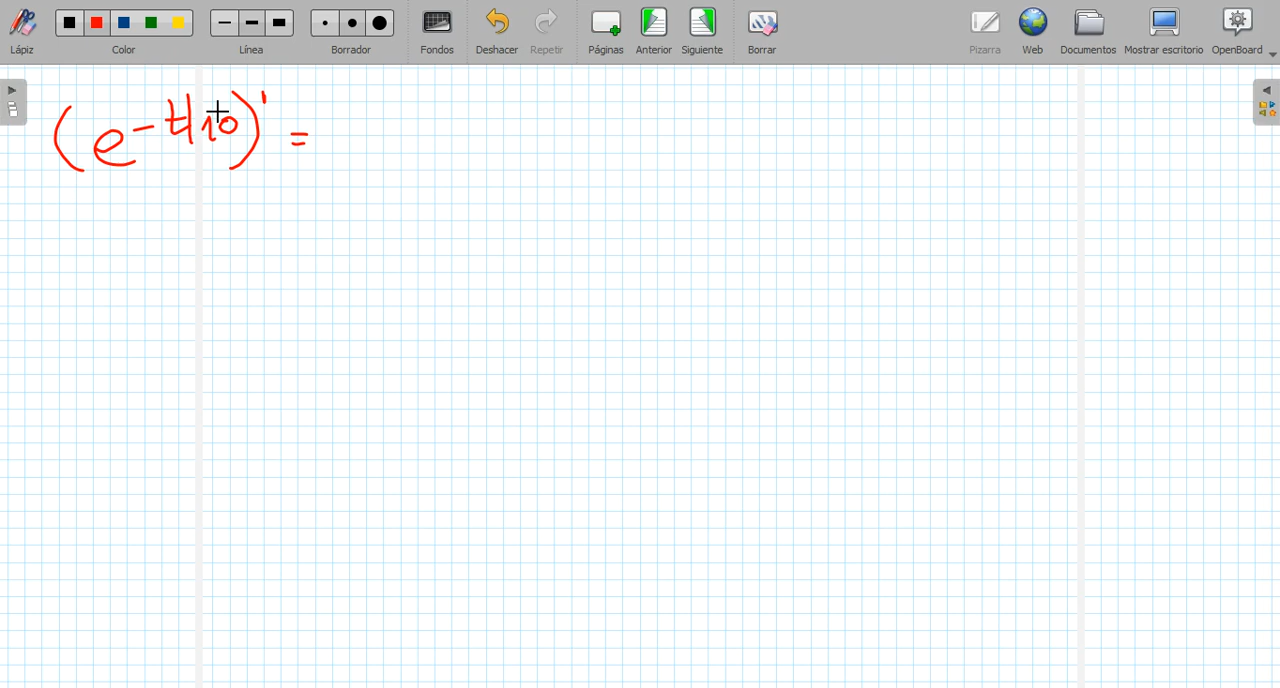 Lápiz Color Línea Borrador Fondos Deshacer Repetir Páginas Anterior Siguiente Borrar Pizarra Web Documentos Mostrar escritorio OpenBoard
(e^-t/10)' =